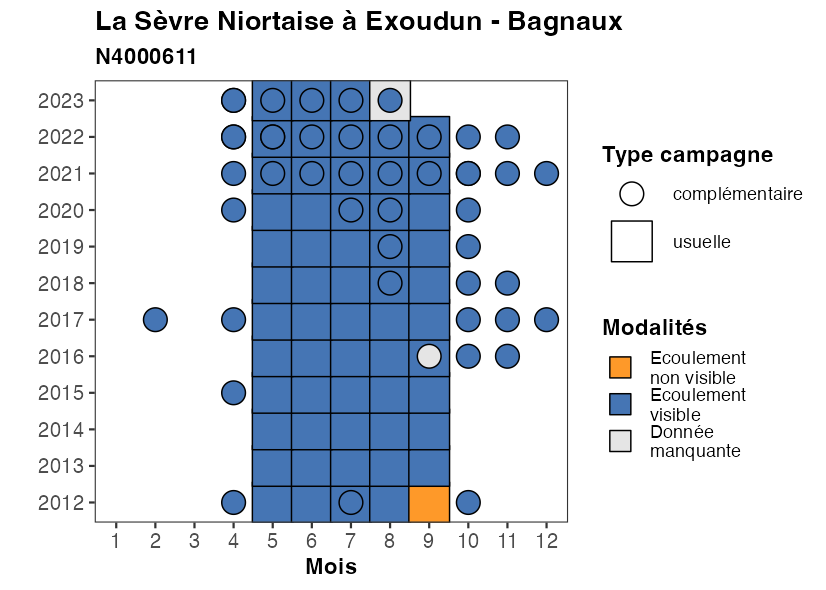 La Sèvre Niortaise à Exoudun - Bagnaux
N4000611
2023
2022
2021
2020
2019
2018
2017
2016
2015
2014
2013
2012
1 2 3 4 5 6 7 8 9 10 11 12
Mois
Type campagne
complémentaire
usuelle
Modalités
Ecoulement
non visible
Ecoulement
visible
Donnée
manquante